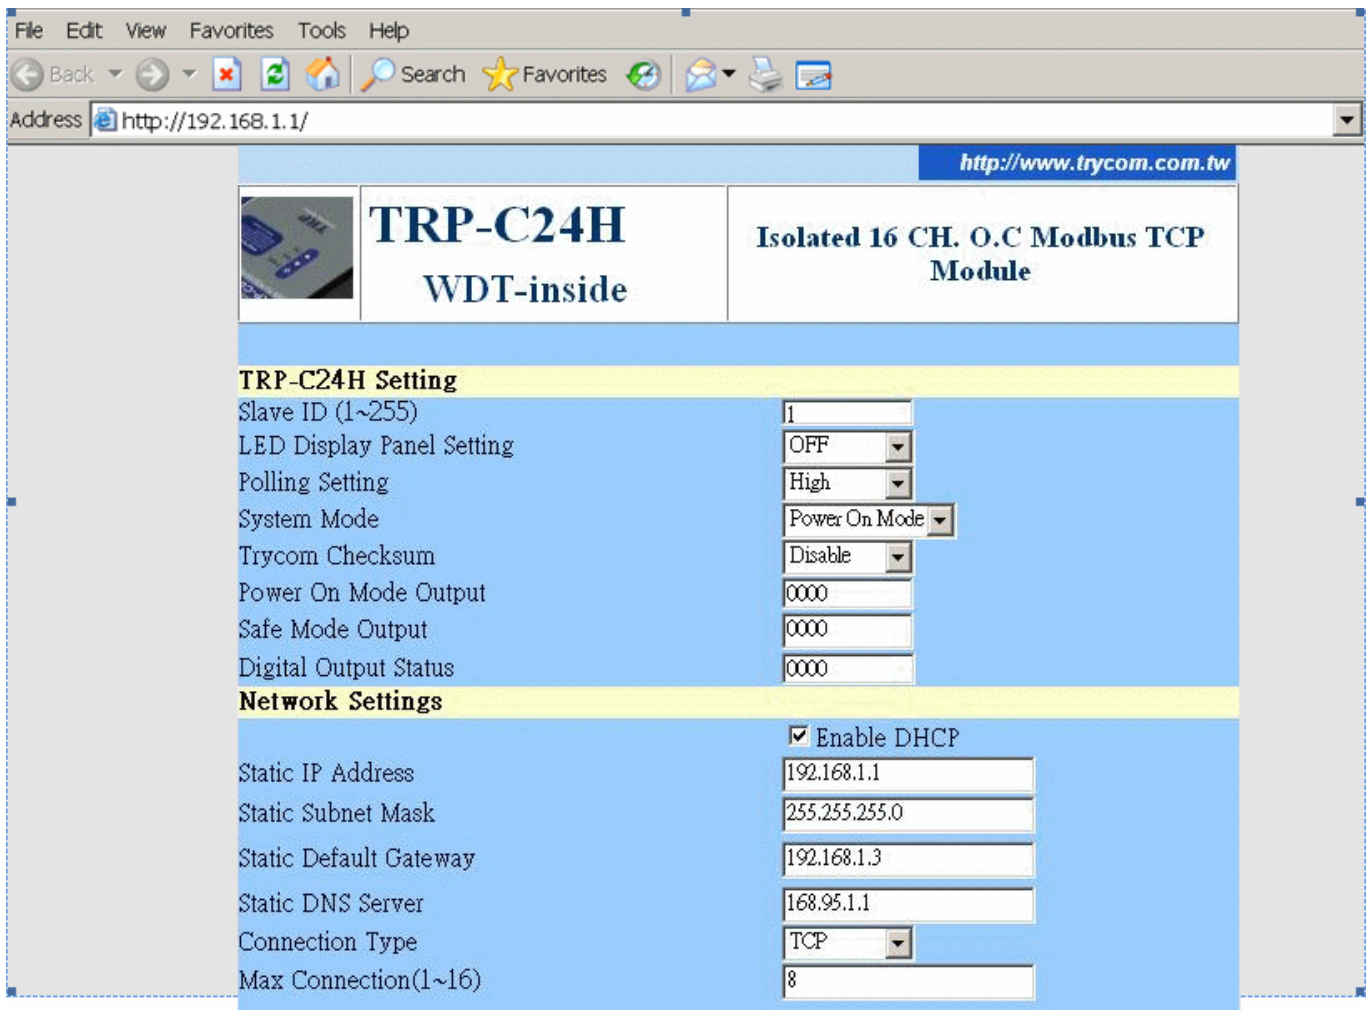 File Edit View Favorites Tools Help
Back Search Favorites
Address http://192.168.1.1/
http://www.trycom.com.tw
TRP-C24H
WDT-inside
Isolated 16 CH. O.C Modbus TCP
Module
TRP-C24H Setting
Slave ID (1~255) 1
LED Display Panel Setting OFF
Polling Setting High
System Mode Power On Mode
Trycom Checksum Disable
Power On Mode Output 0000
Safe Mode Output 0000
Digital Output Status 0000
Network Settings
Enable DHCP
Static IP Address 192.168.1.1
Static Subnet Mask 255.255.255.0
Static Default Gateway 192.168.1.3
Static DNS Server 168.95.1.1
Connection Type TCP
Max Connection(1~16) 8